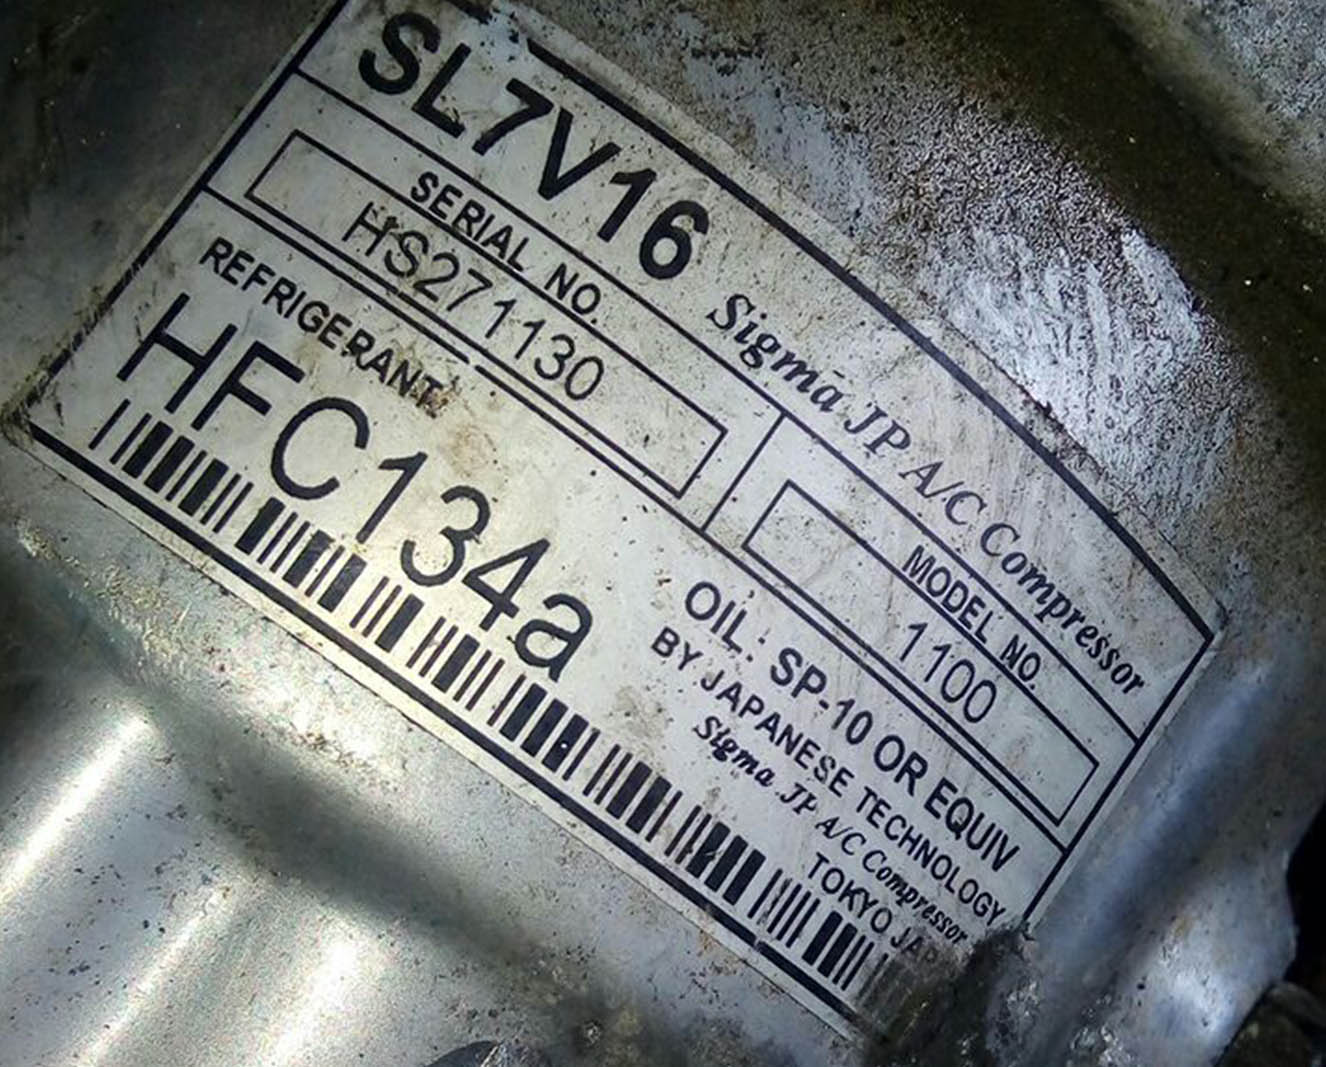 SL7V16 Sigma JP A/C Compressor
SERIAL NO.
HS271130
MODEL NO.
1100
REFRIGERANT
HFC134a
OIL: SP-10 OR EQUIV
BY JAPANESE TECHNOLOGY
Sigma JP A/C Compressor
TOKYO